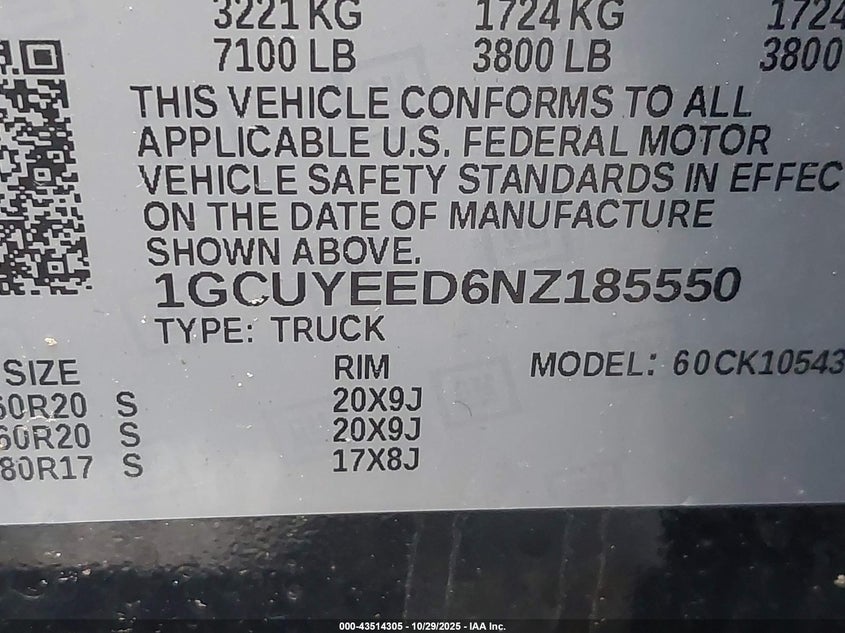 3221 KG 1724 KG 1724
7100 LB 3800 LB 3800
THIS VEHICLE CONFORMS TO ALL
APPLICABLE U.S. FEDERAL MOTOR
VEHICLE SAFETY STANDARDS IN EFFEC
ON THE DATE OF MANUFACTURE
SHOWN ABOVE.
1GCUYEED6NZ185550
TYPE: TRUCK
SIZE RIM MODEL: 60CK10543
60R20 S 20X9J
60R20 S 20X9J
80R17 S 17X8J
000-43514305 - 10/29/2025 - IAA Inc.